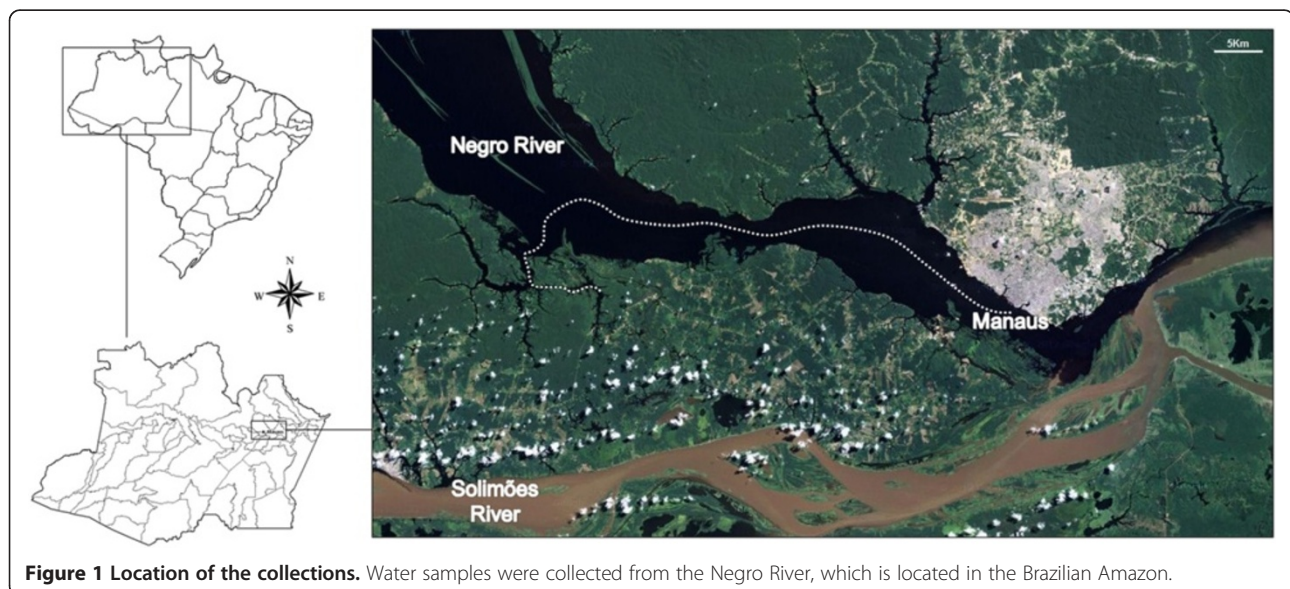 5Km
Negro River
N
W E
S
Manaus
Solimões
River
Figure 1 Location of the collections. Water samples were collected from the Negro River, which is located in the Brazilian Amazon.